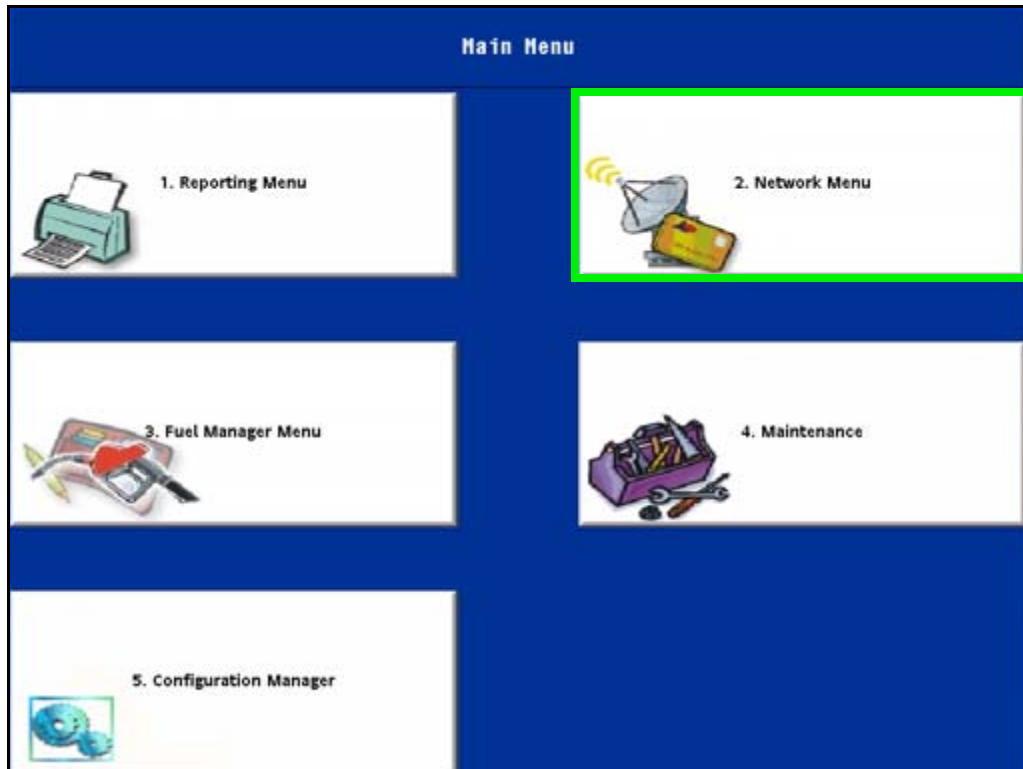 Main Menu
1. Reporting Menu
2. Network Menu
3. Fuel Manager Menu
4. Maintenance
5. Configuration Manager